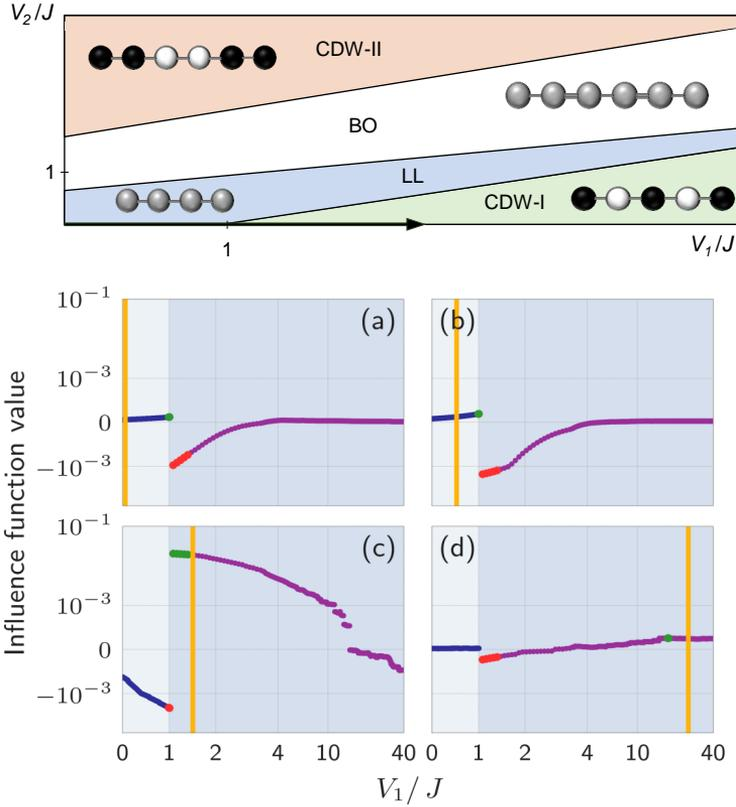 V₂/J
CDW-II
BO
1
LL
CDW-I
1
V₁/J
Influence function value
10⁻¹
10⁻³
0
−10⁻³
(a)
(b)
10⁻¹
10⁻³
0
−10⁻³
(c)
(d)
0 1 2 4 10 40 0 1 2 4 10 40
V₁/ J